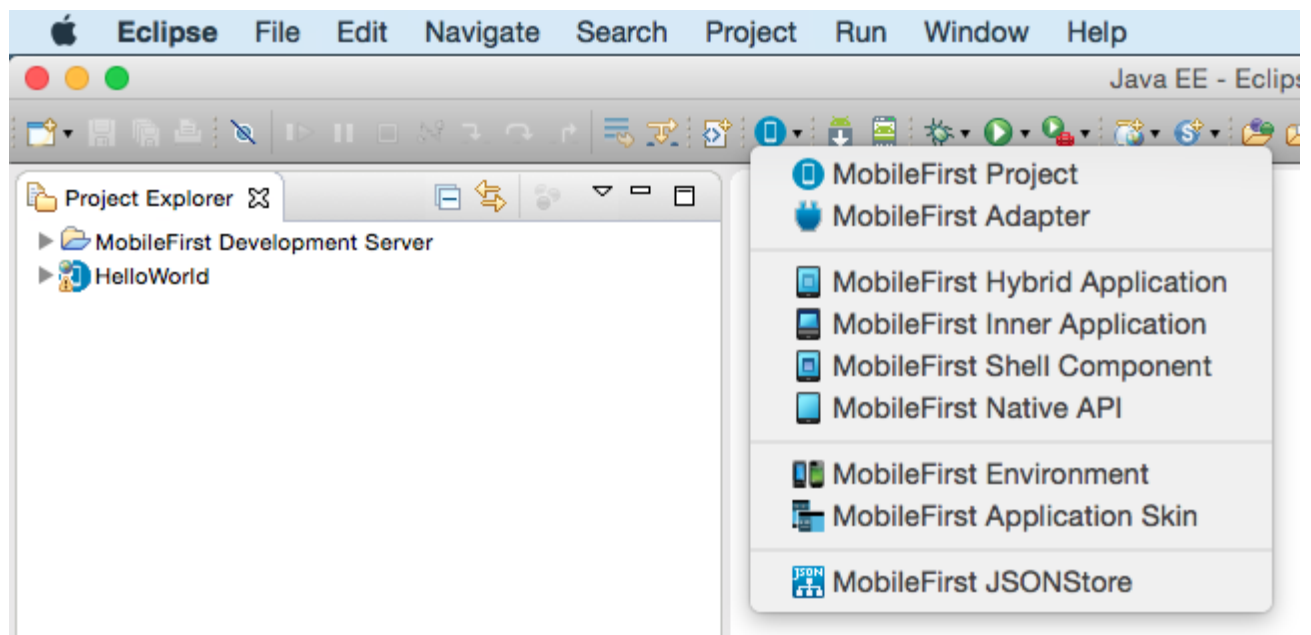 Eclipse File Edit Navigate Search Project Run Window Help
Java EE - Eclips
Project Explorer
MobileFirst Development Server
HelloWorld
MobileFirst Project
MobileFirst Adapter
MobileFirst Hybrid Application
MobileFirst Inner Application
MobileFirst Shell Component
MobileFirst Native API
MobileFirst Environment
MobileFirst Application Skin
JSON MobileFirst JSONStore